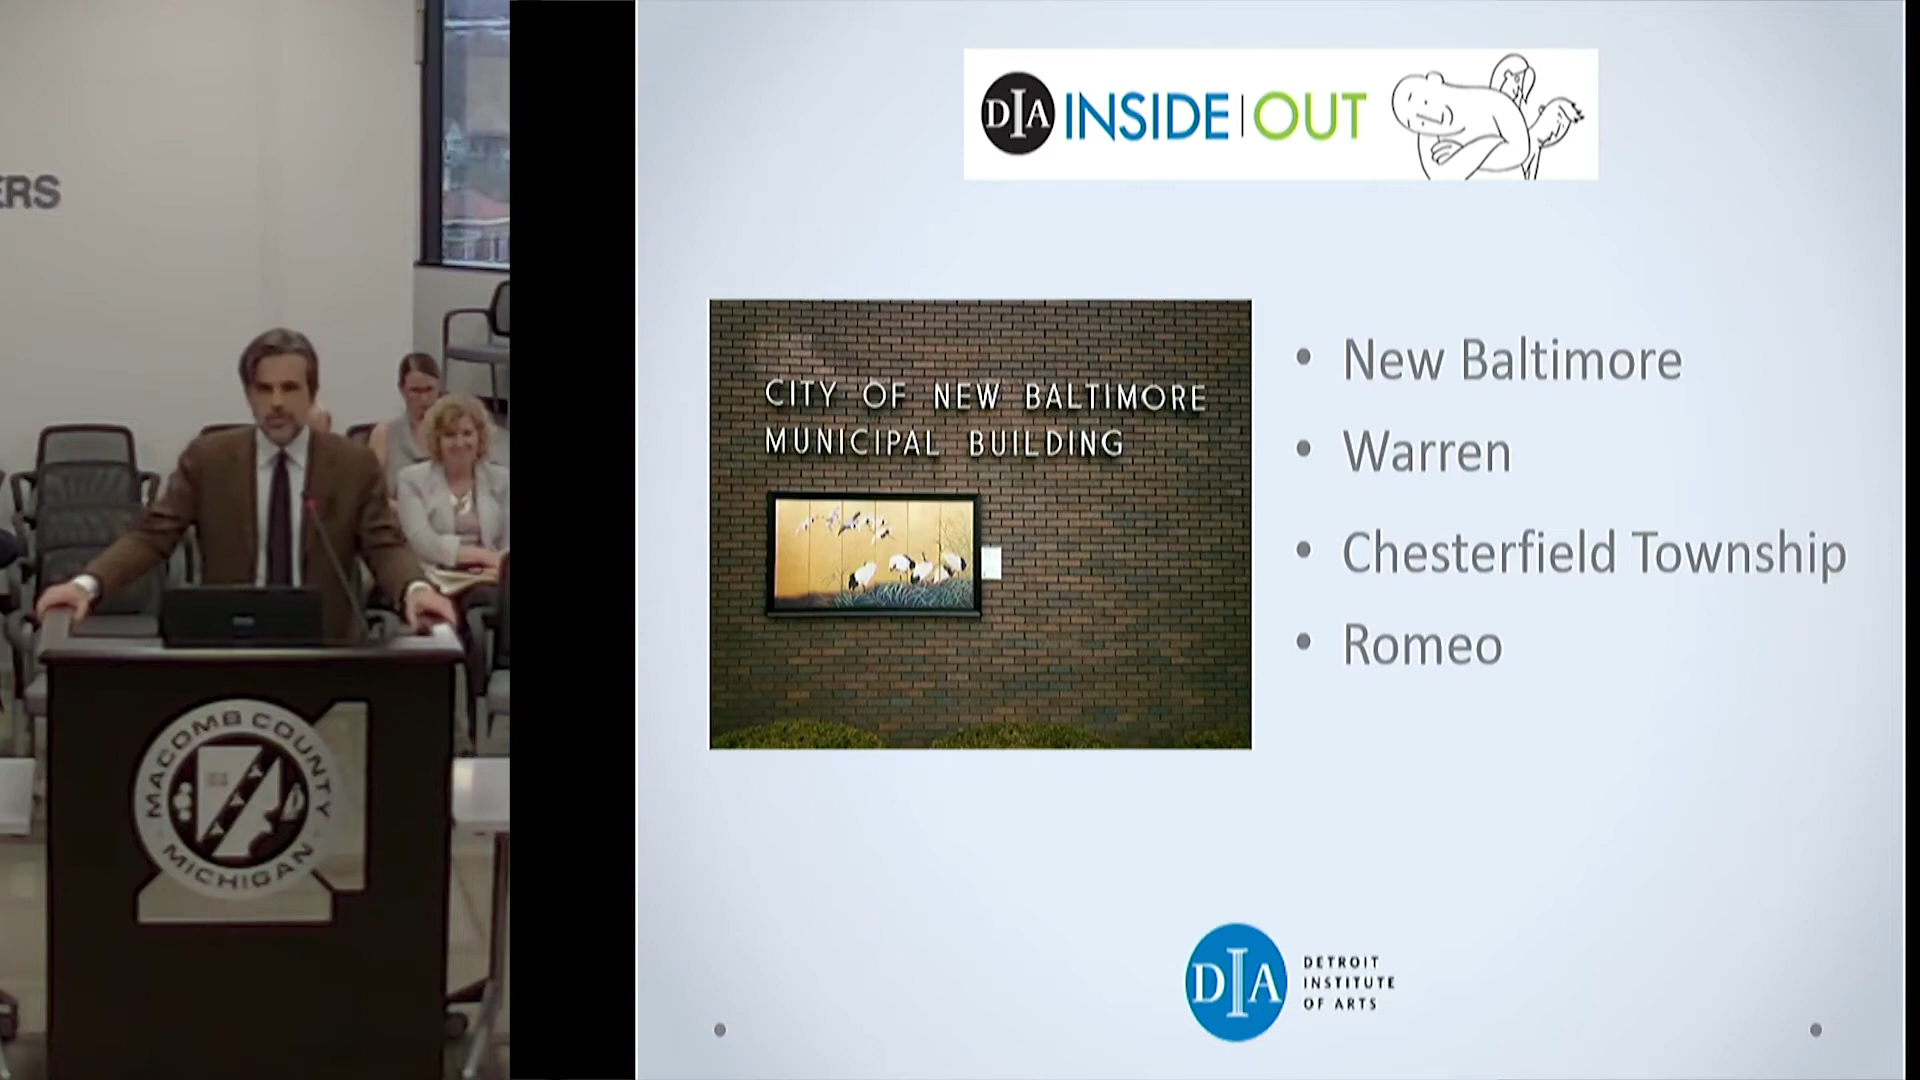 ERS
MACOMB COUNTY
MICHIGAN
DIA INSIDE|OUT
CITY OF NEW BALTIMORE
MUNICIPAL BUILDING
• New Baltimore
• Warren
• Chesterfield Township
• Romeo
DIA
DETROIT
INSTITUTE
OF ARTS